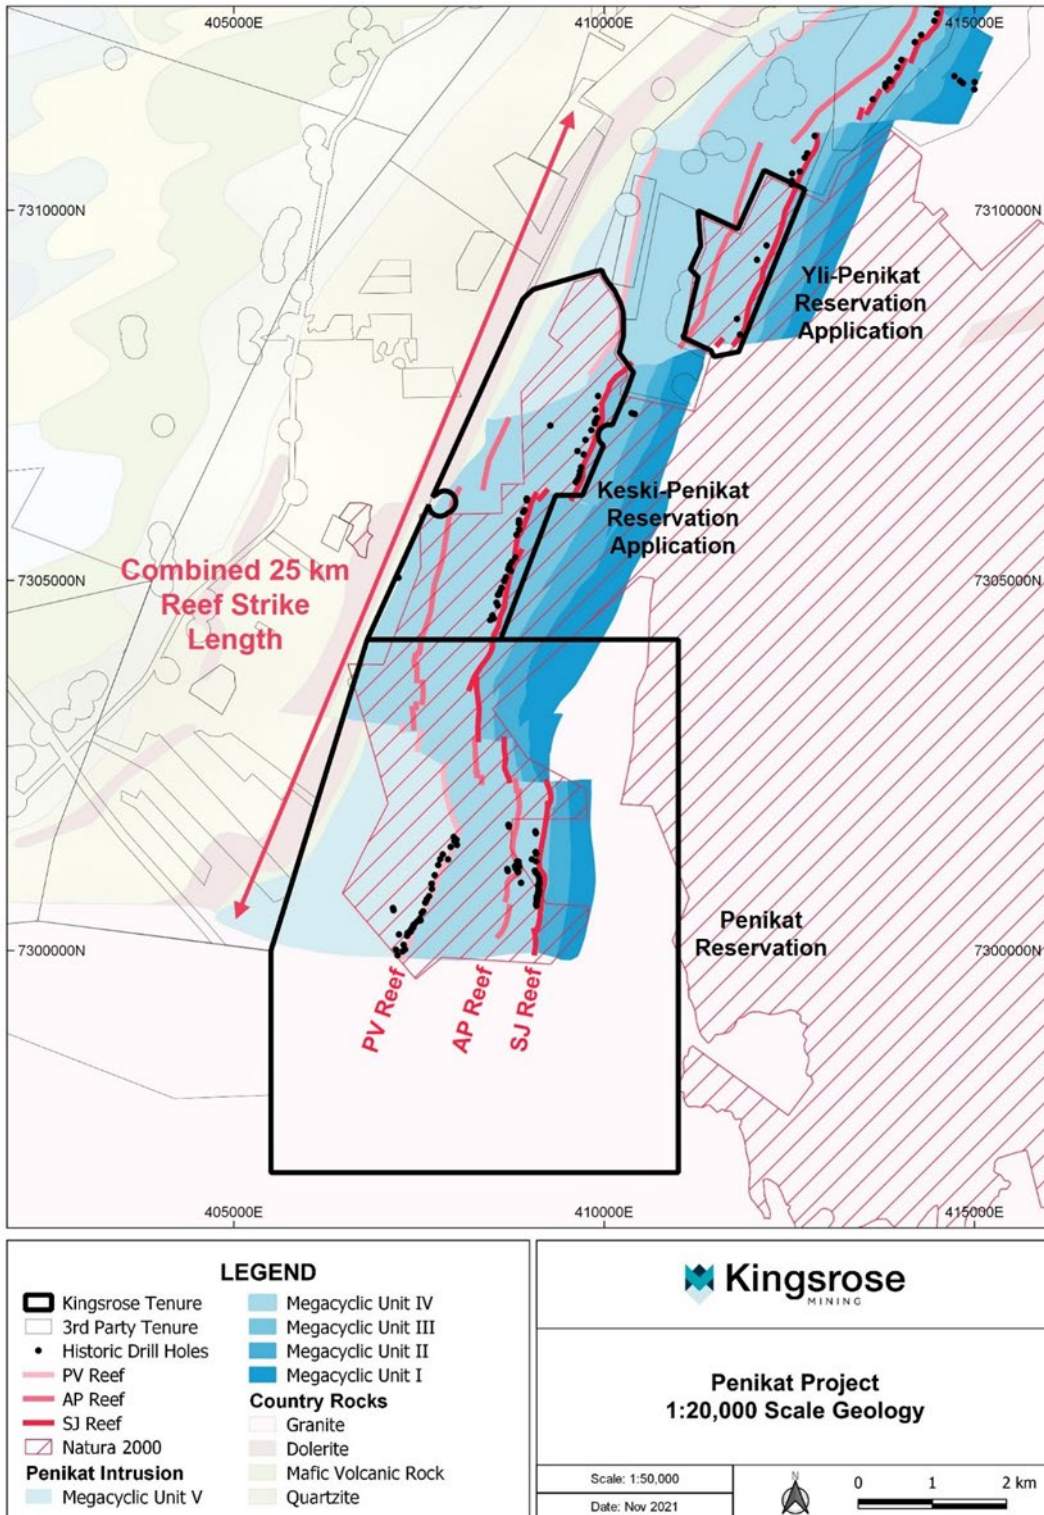 405000E
410000E
415000E
7310000N
7310000N
Yli-Penikat
Reservation
Application
Keski-Penikat
Reservation
Application
Combined 25 km
Reef Strike
Length
7305000N
7305000N
Penikat
Reservation
7300000N
7300000N
PV Reef
AP Reef
SJ Reef
405000E
410000E
415000E
LEGEND
Kingsrose Tenure
3rd Party Tenure
Historic Drill Holes
PV Reef
AP Reef
SJ Reef
Natura 2000
Penikat Intrusion
Megacyclic Unit V
Megacyclic Unit IV
Megacyclic Unit III
Megacyclic Unit II
Megacyclic Unit I
Country Rocks
Granite
Dolerite
Mafic Volcanic Rock
Quartzite
Kingsrose
MINING
Penikat Project
1:20,000 Scale Geology
Scale: 1:50,000
Date: Nov 2021
N
0 1 2 km